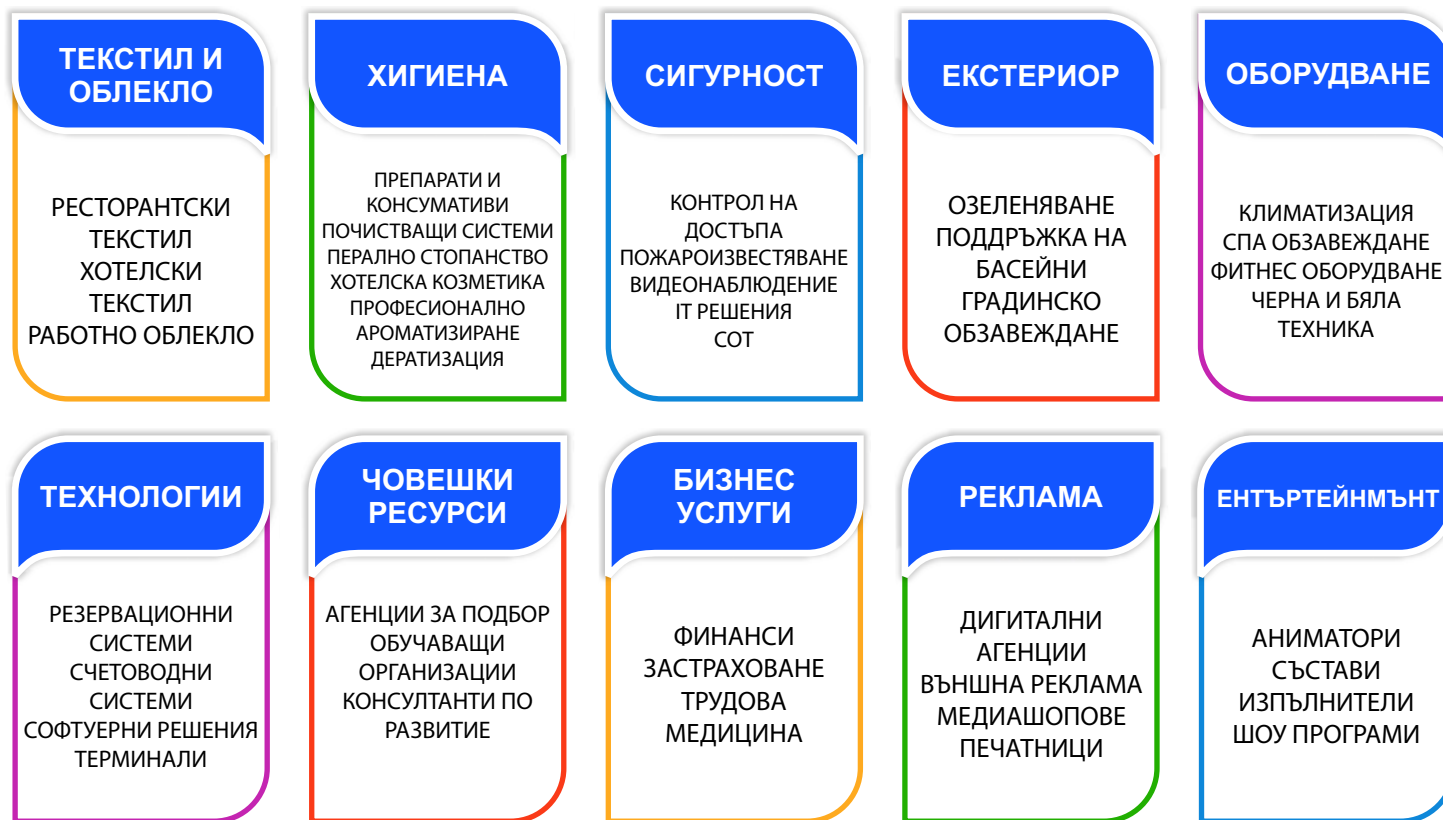 ТЕКСТИЛ И
ОБЛЕКЛО
РЕСТОРАНТСКИ
ТЕКСТИЛ
ХОТЕЛСКИ
ТЕКСТИЛ
РАБОТНО ОБЛЕКЛО
ХИГИЕНА
ПРЕПАРАТИ И
КОНСУМАТИВИ
ПОЧИСТВАЩИ СИСТЕМИ
ПЕРАЛНО СТОПАНСТВО
ХОТЕЛСКА КОЗМЕТИКА
ПРОФЕСИОНАЛНО
АРОМАТИЗИРАНЕ
ДЕРАТИЗАЦИЯ
СИГУРНОСТ
КОНТРОЛ НА
ДОСТЪПА
ПОЖАРОИЗВЕСТЯВАНЕ
ВИДЕОНАБЛЮДЕНИЕ
IT РЕШЕНИЯ
СОТ
ЕКСТЕРИОР
ОЗЕЛЕНЯВАНЕ
ПОДДРЪЖКА НА
БАСЕЙНИ
ГРАДИНСКО
ОБЗАВЕЖДАНЕ
ОБОРУДВАНЕ
КЛИМАТИЗАЦИЯ
СПА ОБЗАВЕЖДАНЕ
ФИТНЕС ОБОРУДВАНЕ
ЧЕРНА И БЯЛА
ТЕХНИКА
ТЕХНОЛОГИИ
РЕЗЕРВАЦИОННИ
СИСТЕМИ
СЧЕТОВОДНИ
СИСТЕМИ
СОФТУЕРНИ РЕШЕНИЯ
ТЕРМИНАЛИ
ЧОВЕШКИ
РЕСУРСИ
АГЕНЦИИ ЗА ПОДБОР
ОБУЧАВАЩИ
ОРГАНИЗАЦИИ
КОНСУЛТАНТИ ПО
РАЗВИТИЕ
БИЗНЕС
УСЛУГИ
ФИНАНСИ
ЗАСТРАХОВАНЕ
ТРУДОВА
МЕДИЦИНА
РЕКЛАМА
ДИГИТАЛНИ
АГЕНЦИИ
ВЪНШНА РЕКЛАМА
МЕДИАШОПОВЕ
ПЕЧАТНИЦИ
ЕНТЪРТЕЙНМЪНТ
АНИМАТОРИ
СЪСТАВИ
ИЗПЪЛНИТЕЛИ
ШОУ ПРОГРАМИ